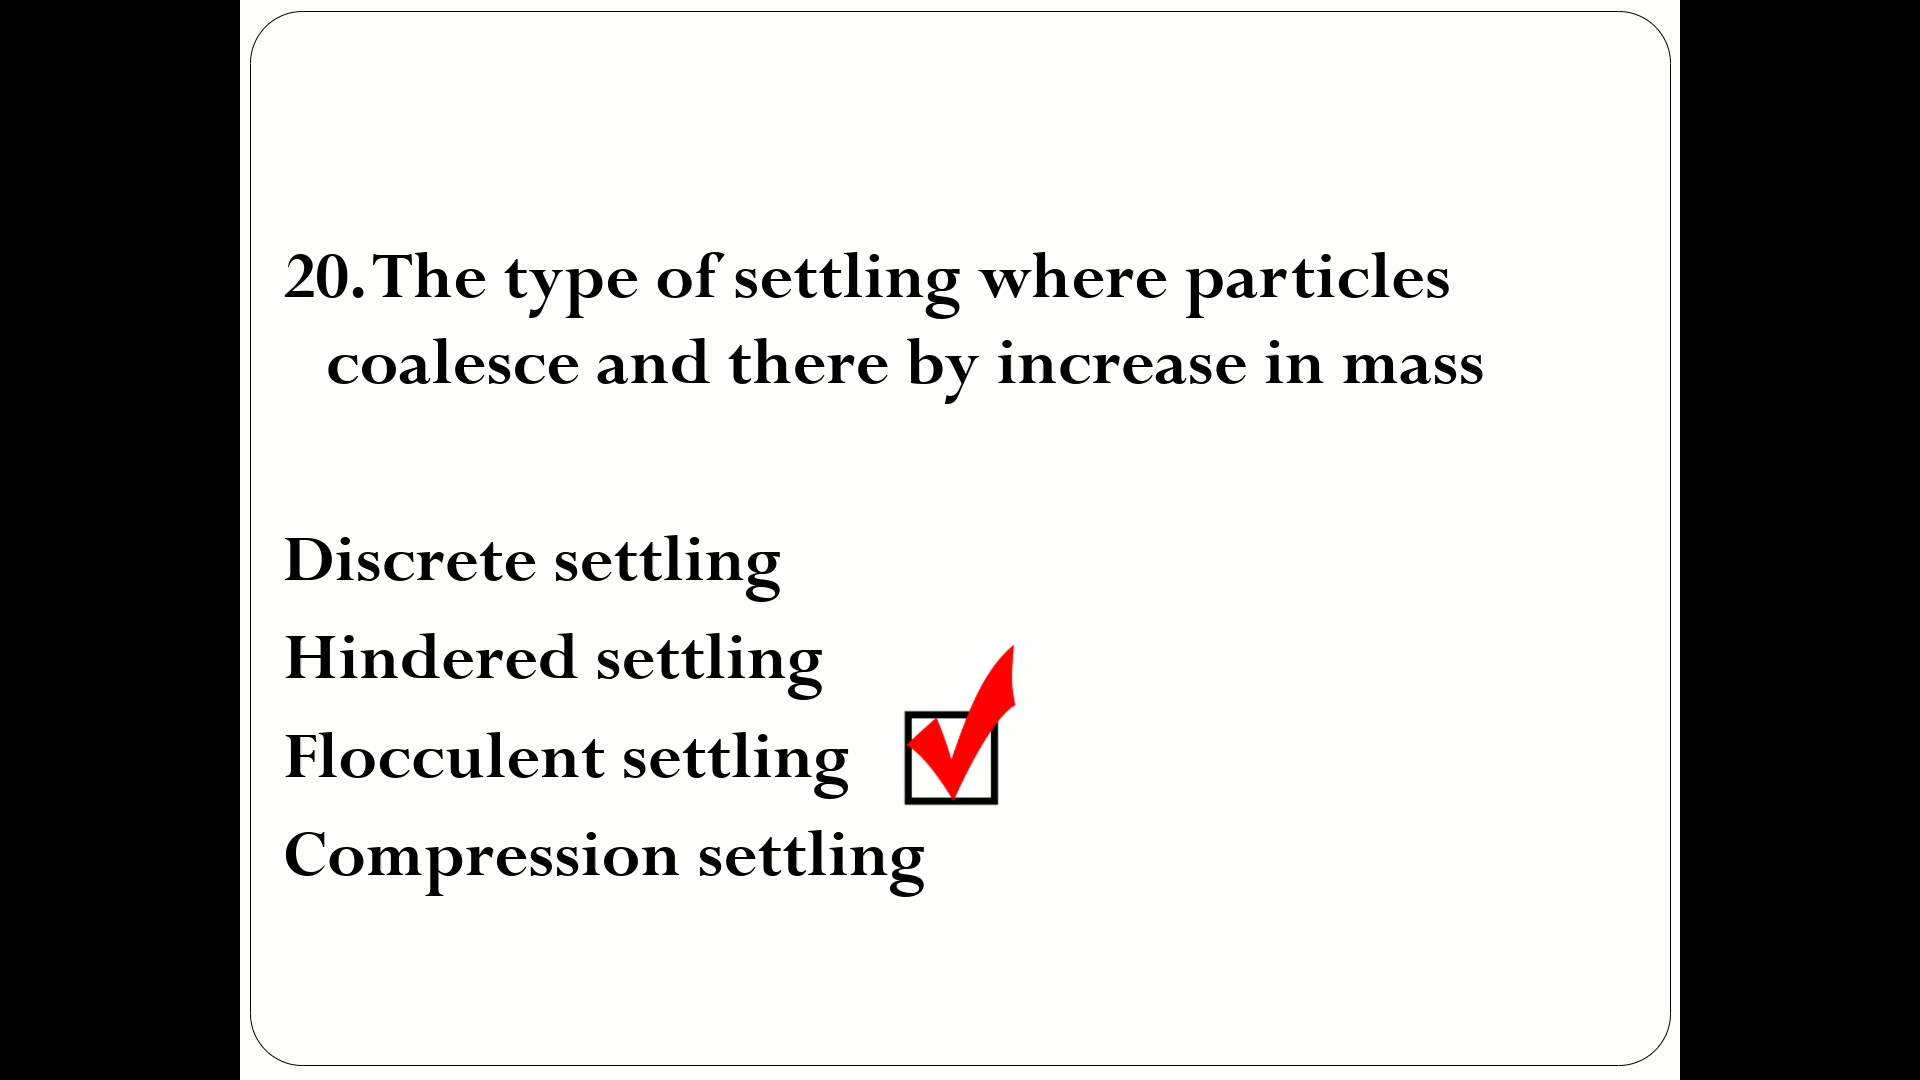 20. The type of settling where particles
coalesce and there by increase in mass
Discrete settling
Hindered settling
Flocculent settling
Compression settling